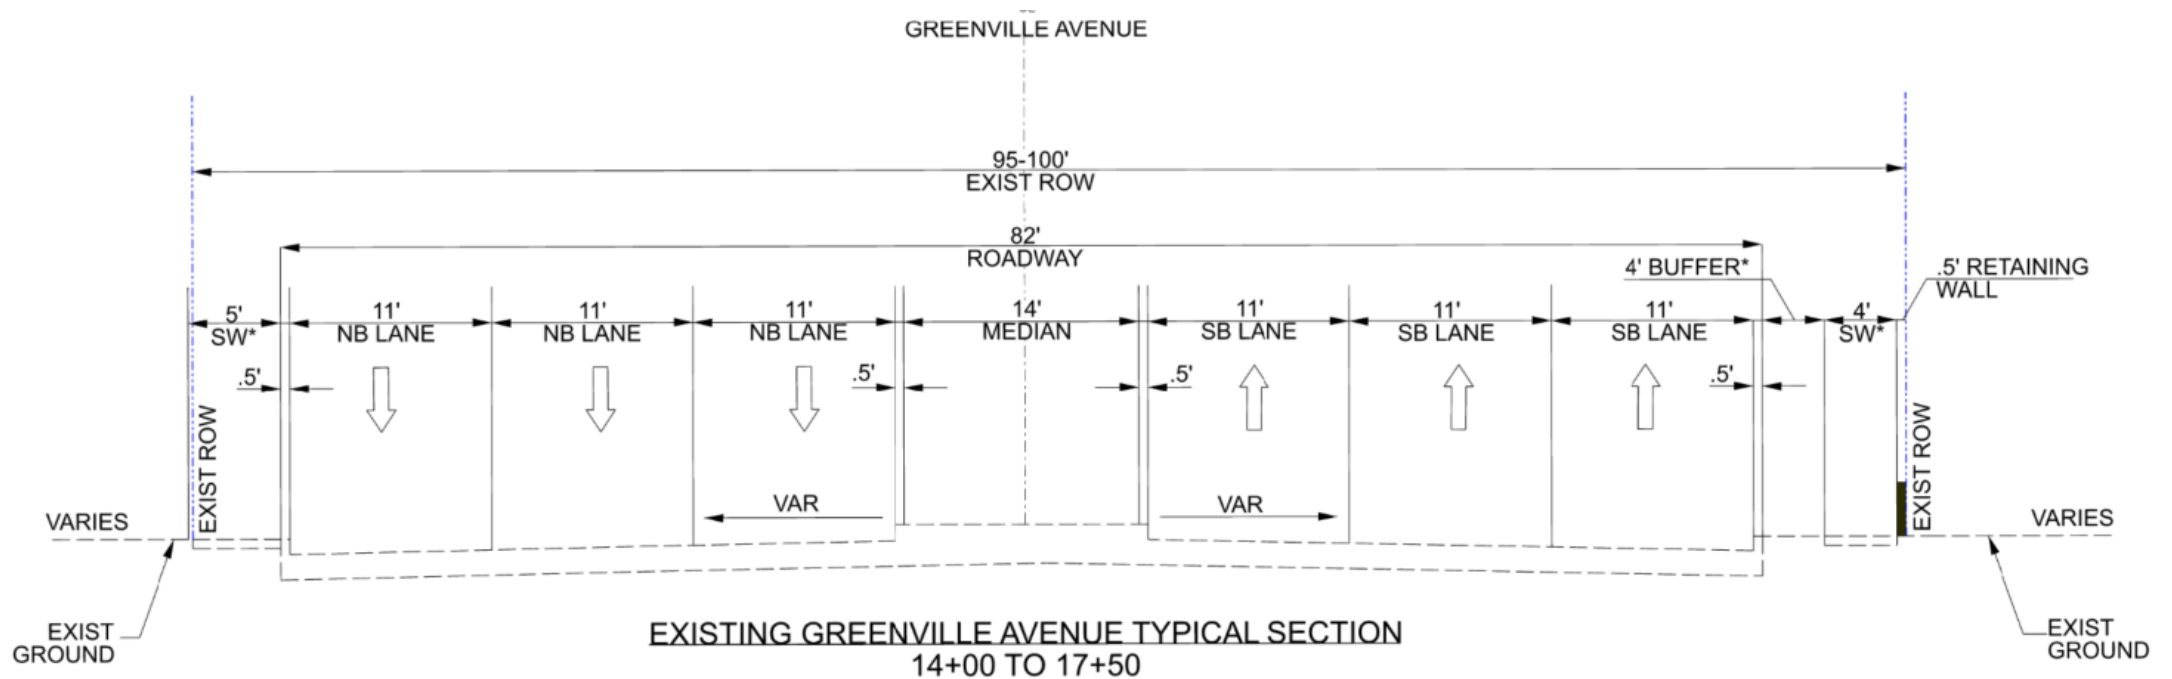 GREENVILLE AVENUE
95-100'
EXIST ROW
82'
ROADWAY
4' BUFFER*
.5' RETAINING
WALL
5'
SW*
11'
NB LANE
11'
NB LANE
11'
NB LANE
14'
MEDIAN
11'
SB LANE
11'
SB LANE
11'
SB LANE
4'
SW*
.5'
.5'
.5'
.5'
EXIST ROW
EXIST ROW
VAR
VAR
VARIES
VARIES
EXIST
GROUND
EXIST
GROUND
EXISTING GREENVILLE AVENUE TYPICAL SECTION
14+00 TO 17+50